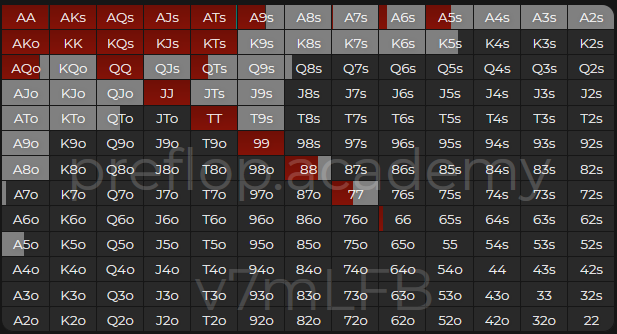 AA AKs AQs AJs ATs A9s A8s A7s A6s A5s A4s A3s A2s
AKo KK KQs KJs KTs K9s K8s K7s K6s K5s K4s K3s K2s
AQo KQo QQ QJs QTs Q9s Q8s Q7s Q6s Q5s Q4s Q3s Q2s
AJo KJo QJo JJ JTs J9s J8s J7s J6s J5s J4s J3s J2s
ATo KTo QTo JTo TT T9s T8s T7s T6s T5s T4s T3s T2s
A9o K9o Q9o J9o T9o 99 98s 97s 96s 95s 94s 93s 92s
preflop.academy
A8o K8o Q8o J8o T8o 98o 88 87s 86s 85s 84s 83s 82s
A7o K7o Q7o J7o T7o 97o 87o 77 76s 75s 74s 73s 72s
A6o K6o Q6o J6o T6o 96o 86o 76o 66 65s 64s 63s 62s
A5o K5o Q5o J5o T5o 95o 85o 75o 65o 55 54s 53s 52s
A4o K4o Q4o J4o T4o 94o 84o 74o 64o 54o 44 43s 42s
v7mLFB
A3o K3o Q3o J3o T3o 93o 83o 73o 63o 53o 43o 33 32s
A2o K2o Q2o J2o T2o 92o 82o 72o 62o 52o 42o 32o 22